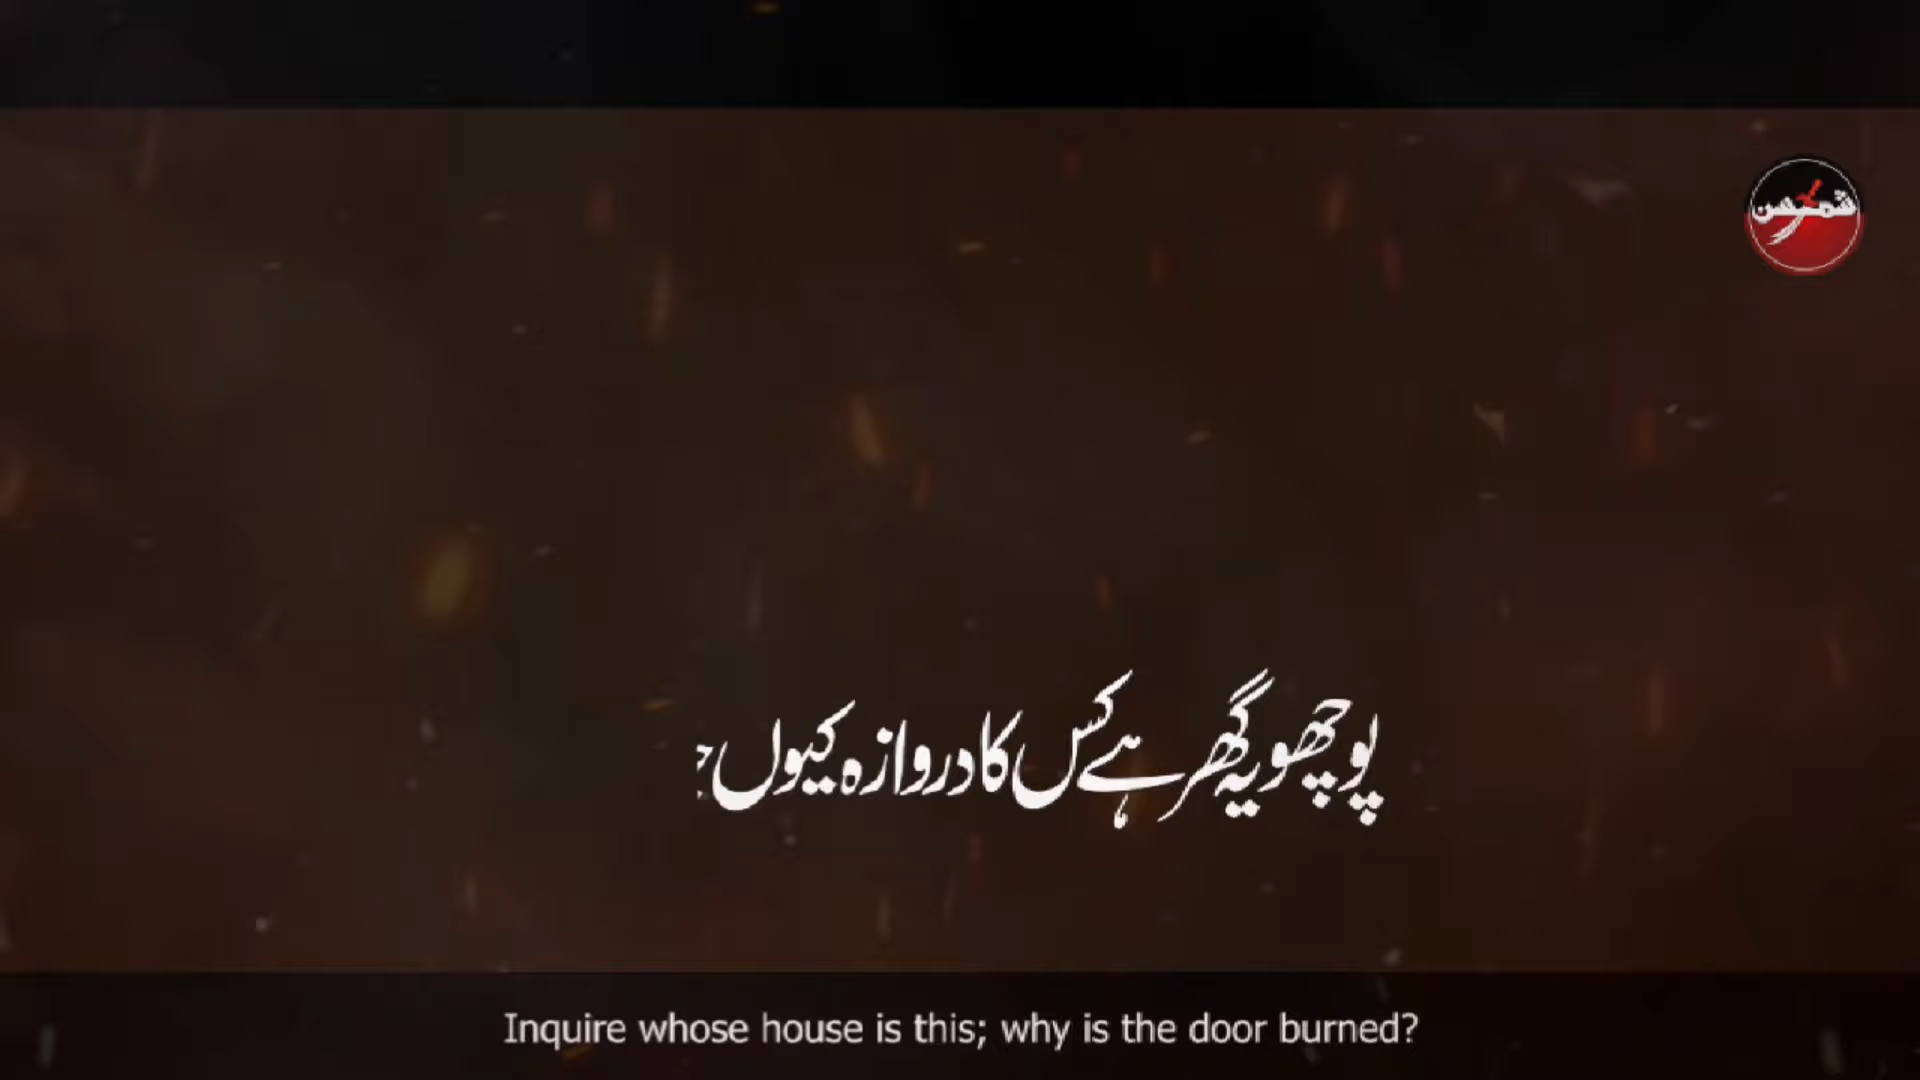 پوچھو یہ گھر ہے کس کا دروازہ کیوں
Inquire whose house is this; why is the door burned?